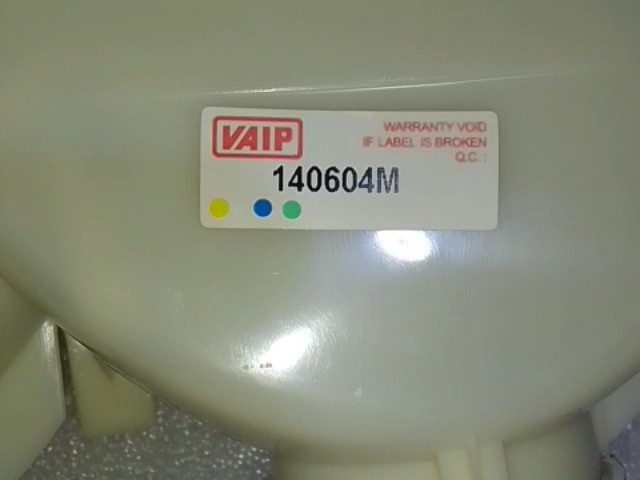 VAIP
WARRANTY VOID
IF LABEL IS BROKEN
Q.C. :
140604M